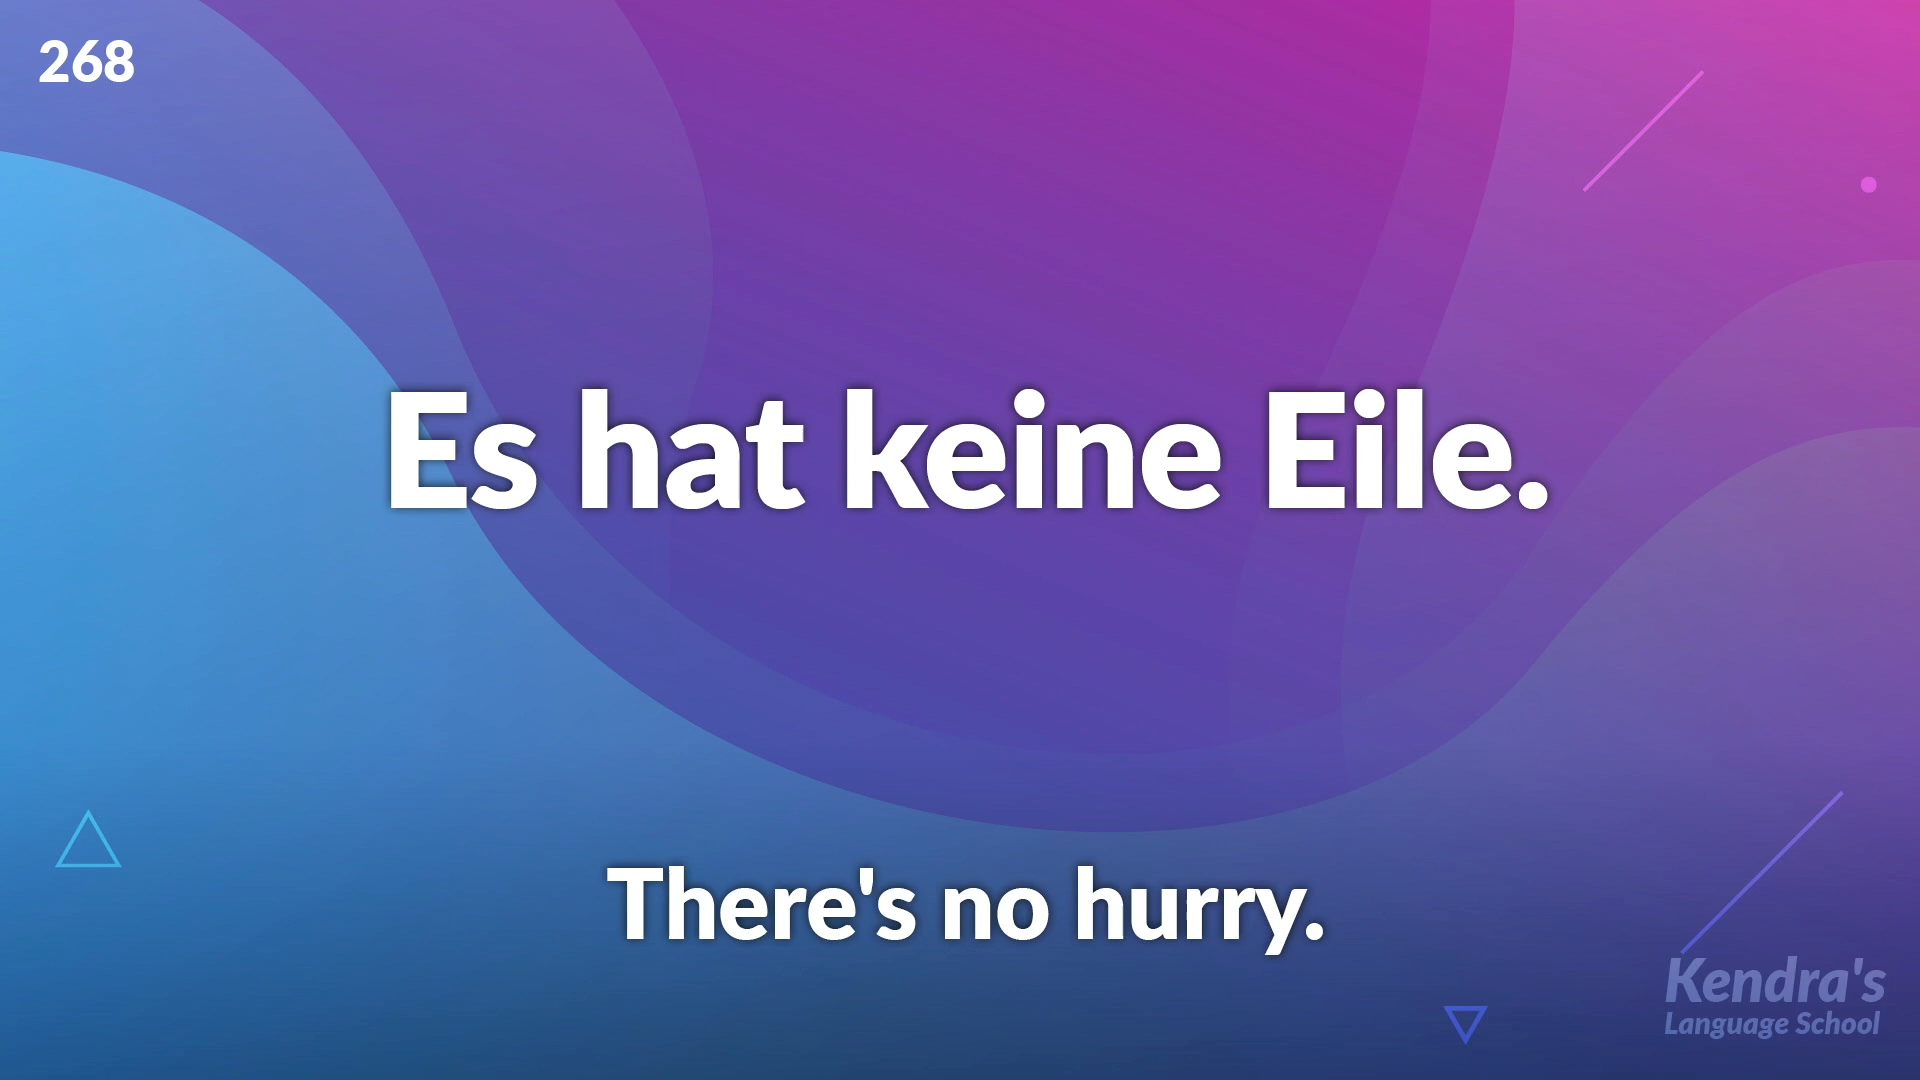 268
Es hat keine Eile.
There's no hurry.
Kendra's
Language School